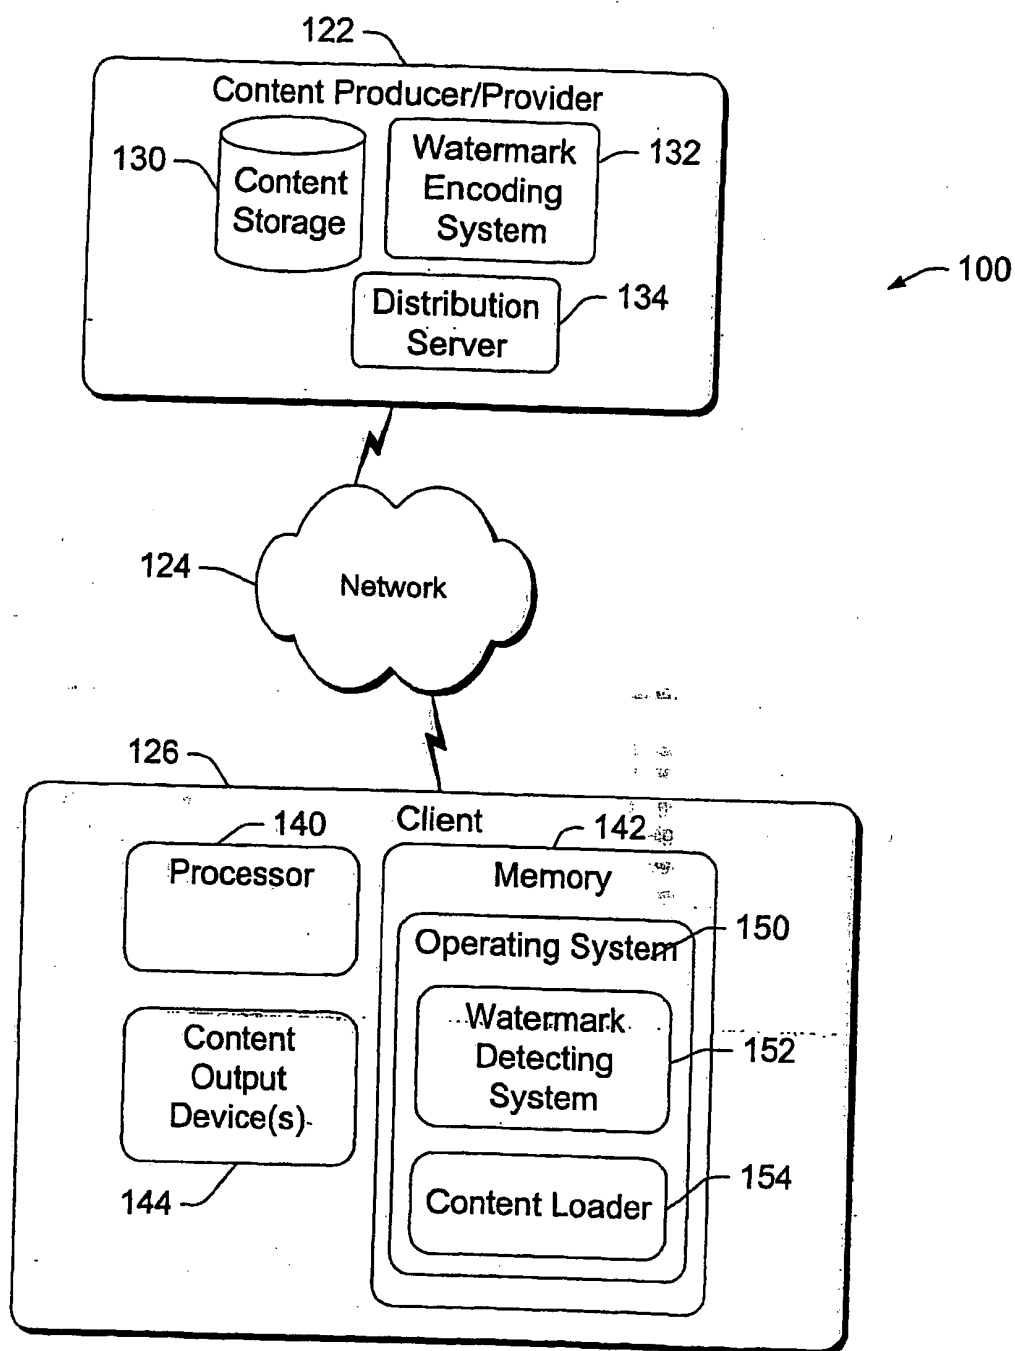 122
Content Producer/Provider
130
Content
Storage
Watermark
Encoding
System
132
100
Distribution
Server
134
124
Network
126
Client
140
Processor
142
Memory
Operating System
150
Content
Output
Device(s)
144
Watermark
Detecting
System
152
Content Loader
154